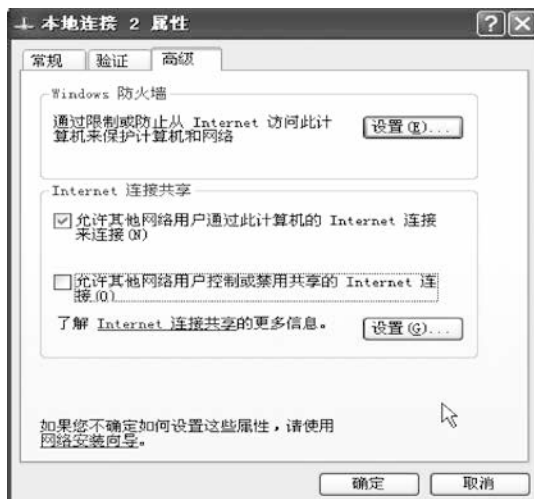 本地连接 2 属性
常规
验证
高级
Windows 防火墙
通过限制或防止从 Internet 访问此计
算机来保护计算机和网络
设置(E)...
Internet 连接共享
允许其他网络用户通过此计算机的 Internet 连接
来连接(N)
允许其他网络用户控制或禁用共享的 Internet 连
接(O)
了解 Internet 连接共享的更多信息。
设置(G)...
如果您不确定如何设置这些属性，请使用
网络安装向导。
确定
取消